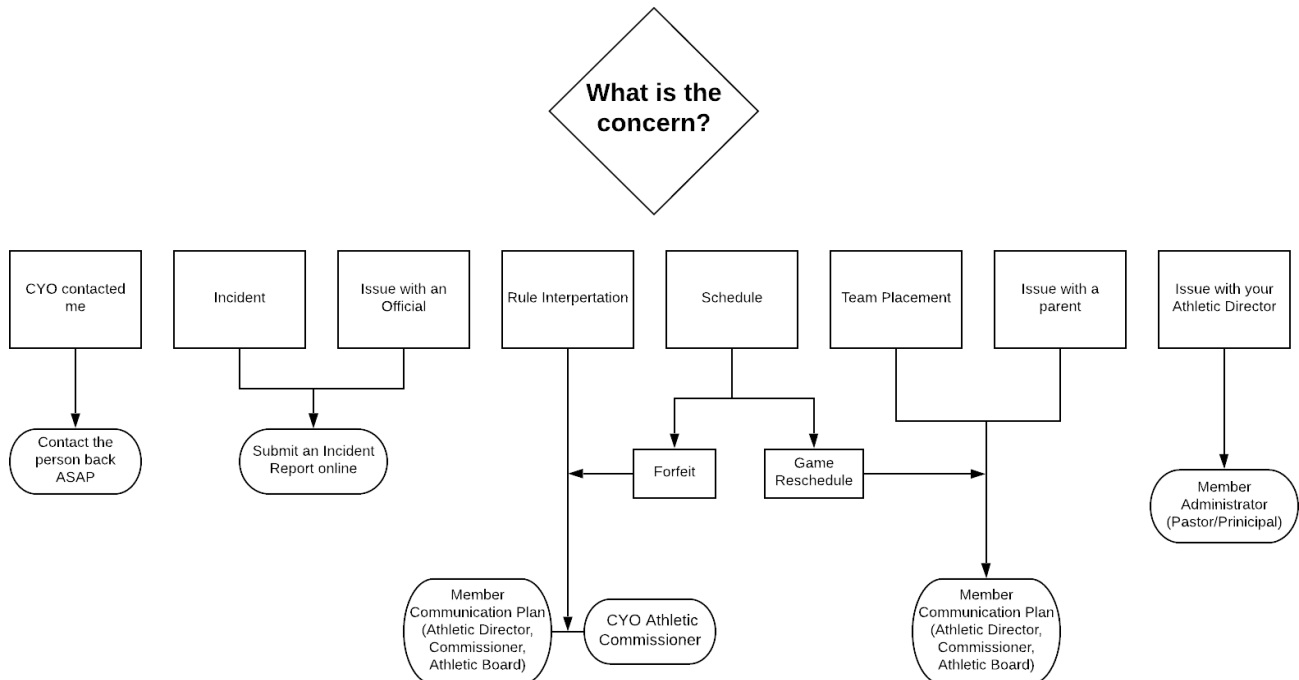 What is the
concern?
CYO contacted
me
Incident
Issue with an
Official
Rule Interpertation
Schedule
Team Placement
Issue with a
parent
Issue with your
Athletic Director
Contact the
person back
ASAP
Submit an Incident
Report online
Forfeit
Game
Reschedule
Member
Administrator
(Pastor/Prinicipal)
Member
Communication Plan
(Athletic Director,
Commissioner,
Athletic Board)
CYO Athletic
Commissioner
Member
Communication Plan
(Athletic Director,
Commissioner,
Athletic Board)